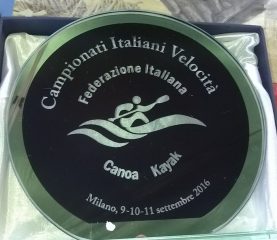 Campionati Italiani Velocità
Federazione Italiana
Canoa Kayak
Milano, 9-10-11 settembre 2016